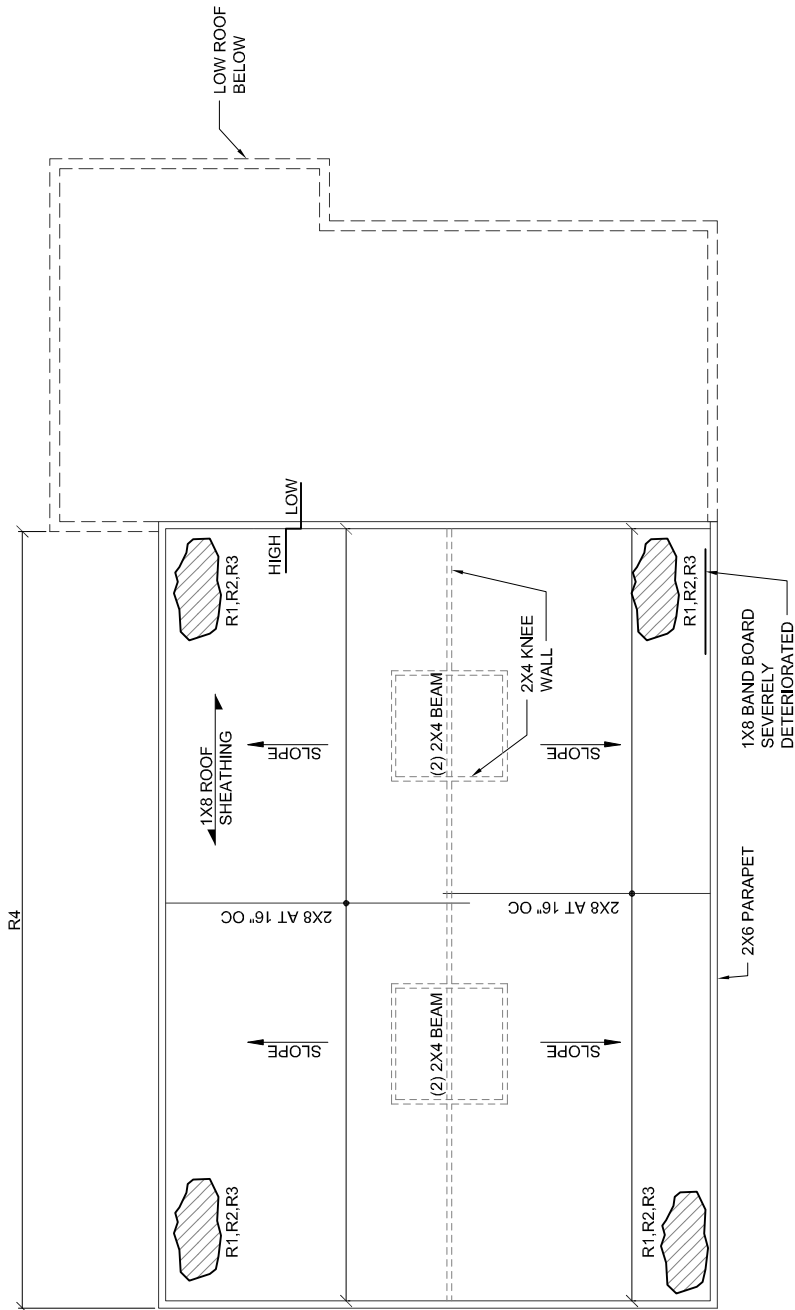 R4
LOW ROOF
BELOW
HIGH
LOW
R1,R2,R3
R1,R2,R3
1X8 ROOF
SHEATHING
SLOPE
SLOPE
2X8 AT 16" OC
(2) 2X4 BEAM
(2) 2X4 BEAM
2X4 KNEE
WALL
2X8 AT 16" OC
SLOPE
SLOPE
R1,R2,R3
R1,R2,R3
1X8 BAND BOARD
SEVERELY
DETERIORATED
2X6 PARAPET